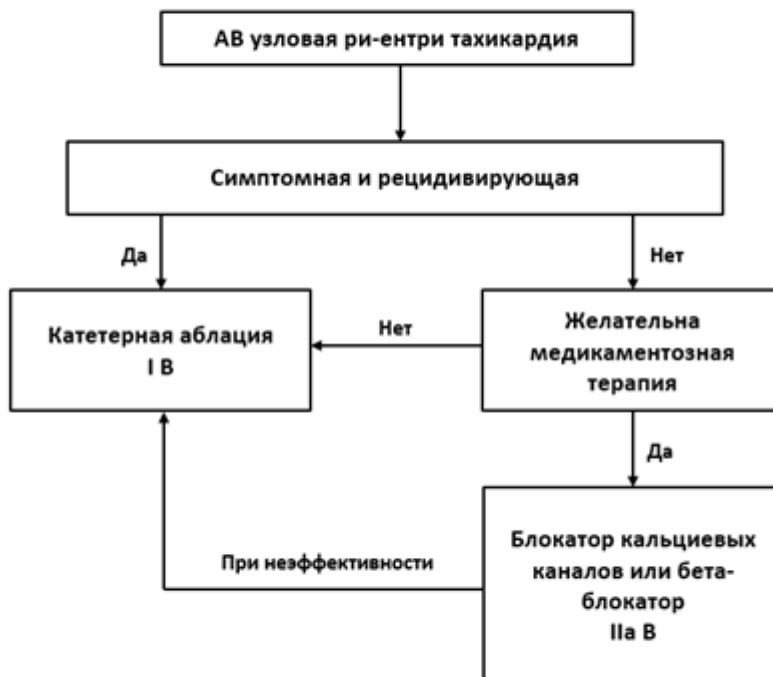 АВ узловая ри-ентри тахикардия
Симптомная и рецидивирующая
Да
Нет
Катетерная аблация
I В
Нет
Желательна
медикаментозная
терапия
Да
При неэффективности
Блокатор кальциевых
каналов или бета-
блокатор
IIа В